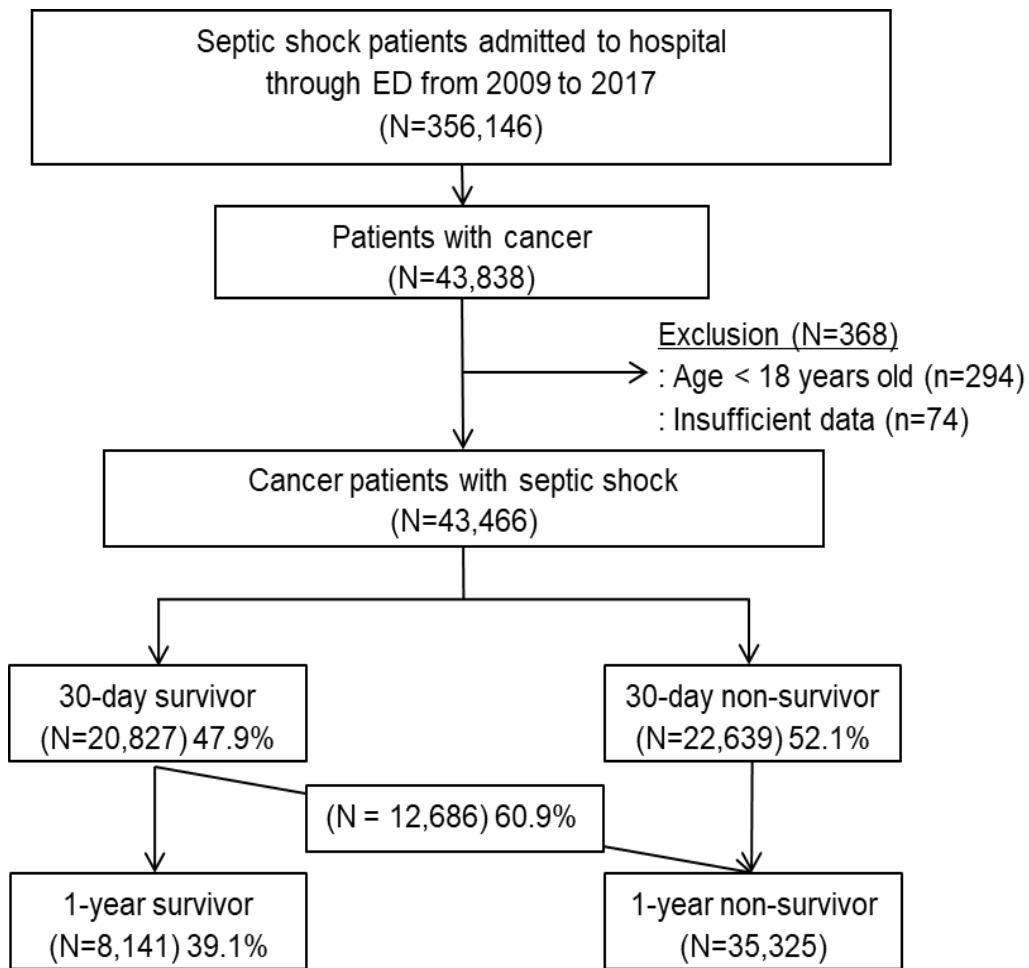 Septic shock patients admitted to hospital
through ED from 2009 to 2017
(N=356,146)
Patients with cancer
(N=43,838)
Exclusion (N=368)
: Age < 18 years old (n=294)
: Insufficient data (n=74)
Cancer patients with septic shock
(N=43,466)
30-day survivor
(N=20,827) 47.9%
30-day non-survivor
(N=22,639) 52.1%
(N = 12,686) 60.9%
1-year survivor
(N=8,141) 39.1%
1-year non-survivor
(N=35,325)